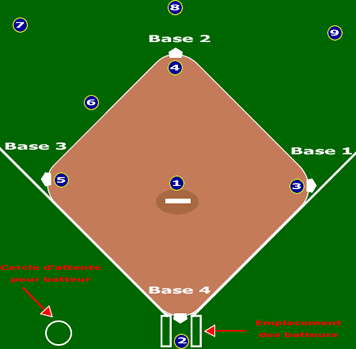 8
7
9
Base 2
4
6
Base 3
Base 1
5
1
3
Cercle d'attente
pour batteur
Base 4
Emplacement
des batteurs
2